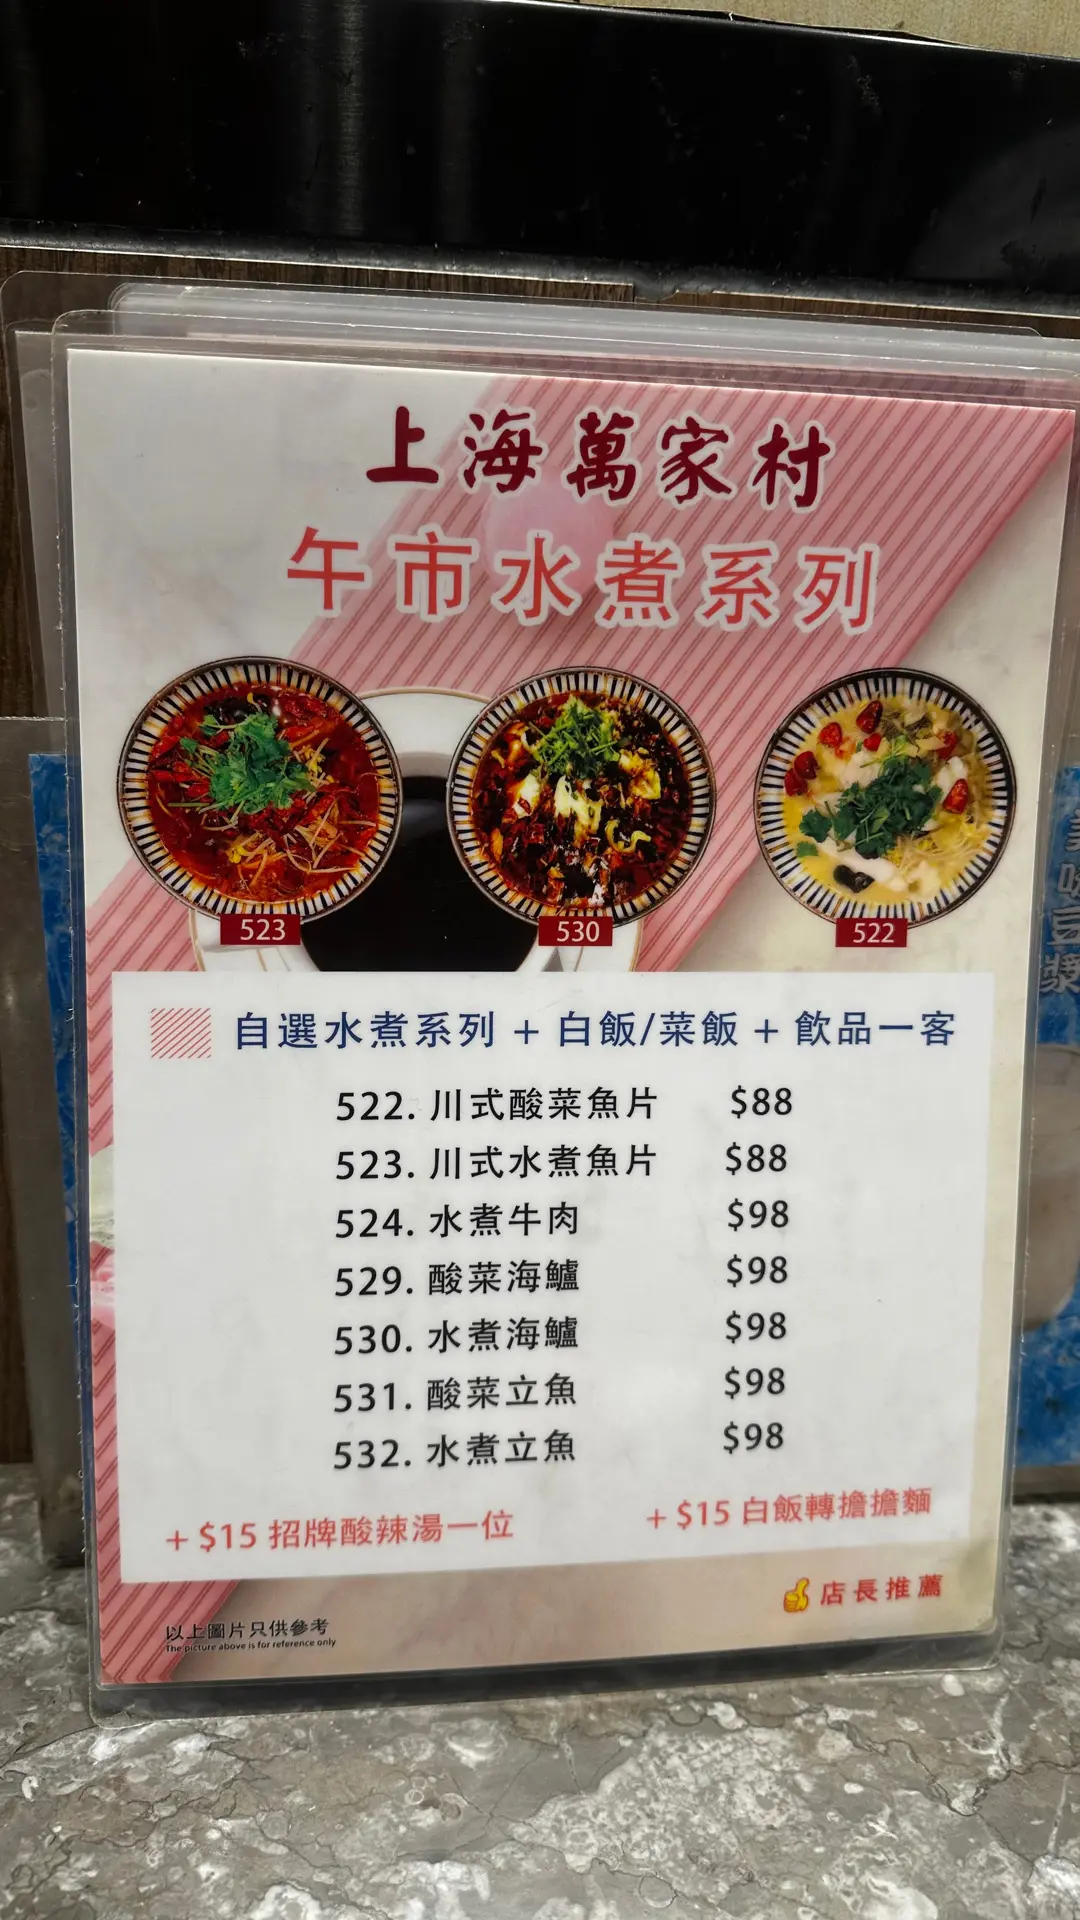 上海萬家村
午市水煮系列
523
530
522
自選水煮系列 + 白飯/菜飯 + 飲品一客
522. 川式酸菜魚片 $88
523. 川式水煮魚片 $88
524. 水煮牛肉 $98
529. 酸菜海鱸 $98
530. 水煮海鱸 $98
531. 酸菜立魚 $98
532. 水煮立魚 $98
+ $15 招牌酸辣湯一位
+ $15 白飯轉擔擔麵
店長推薦
以上圖片只供參考
The picture above is for reference only
豆漿